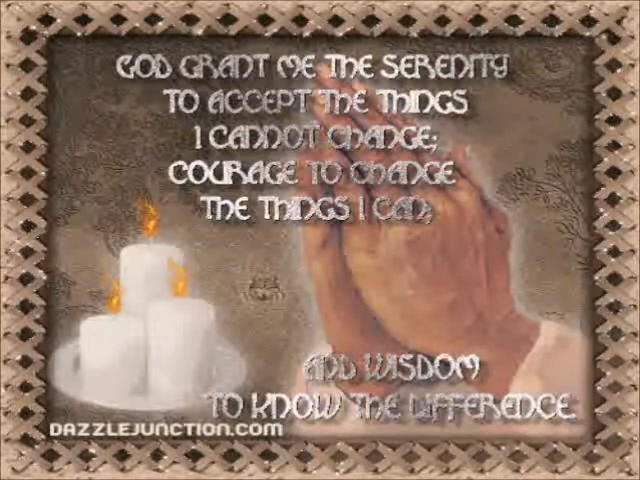 GOD GRANT ME THE SERENITY
TO ACCEPT THE THINGS
I CANNOT CHANGE;
COURAGE TO CHANGE
THE THINGS I CAN;
AND WISDOM
TO KNOW THE DIFFERENCE.
DAZZLEJUNCTION.COM